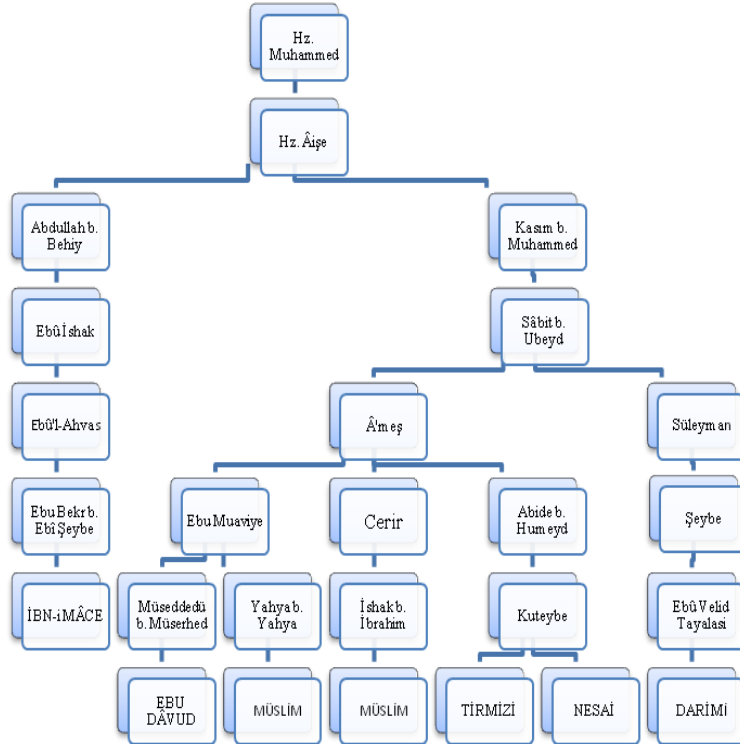 Hz.
Muhammed
Hz. Âişe
Abdullah b.
Behiy
Kasım b.
Muhammed
Ebû İshak
Sâbit b.
Ubeyd
Ebû'l-Ahvas
Â'meş
Süleyman
Ebu Bekr b.
Ebî Şeybe
Ebu Muaviye
Cerir
Abide b.
Humeyd
Şeybe
İBN-i MÂCE
Müseddedü
b. Müserhed
Yahya b.
Yahya
İshak b.
İbrahim
Kuteybe
Ebû Velid
Tayalasi
EBU
DÂVUD
MÜSLİM
MÜSLİM
TİRMİZİ
NESAİ
DARİMİ